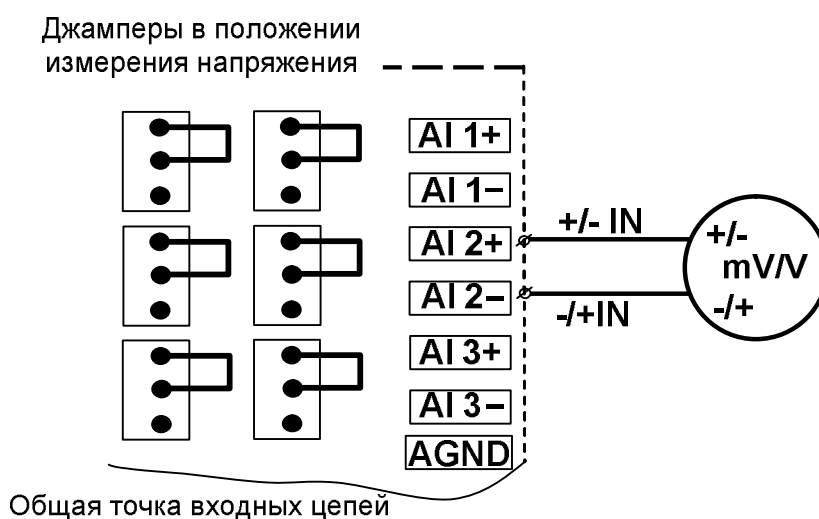 Джамперы в положении
измерения напряжения
AI 1+
AI 1–
AI 2+
AI 2–
AI 3+
AI 3–
AGND
+/- IN
-/+IN
+/-
mV/V
-/+
Общая точка входных цепей